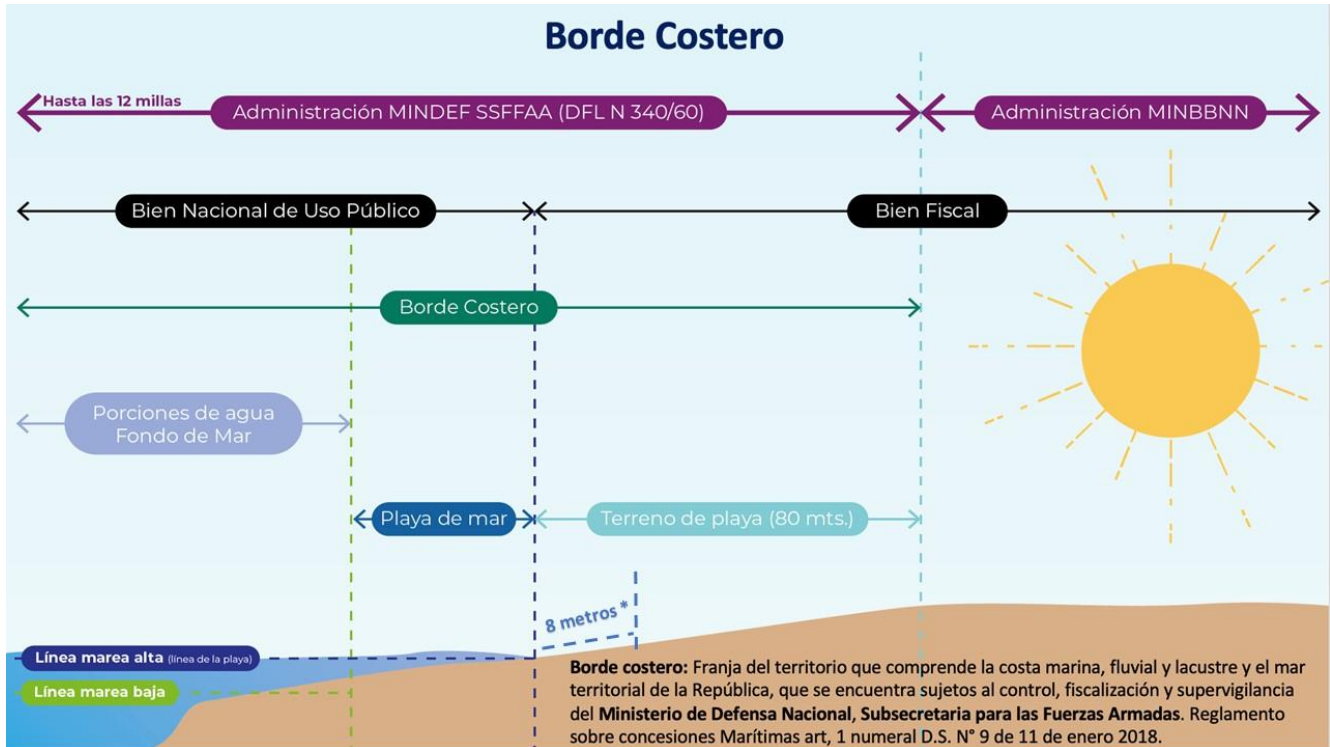 Borde Costero
Hasta las 12 millas
Administración MINDEF SSFFAA (DFL N 340/60)
Administración MINBBNN
Bien Nacional de Uso Público
Bien Fiscal
Borde Costero
Porciones de agua
Fondo de Mar
Playa de mar
Terreno de playa (80 mts.)
8 metros *
Línea marea alta (línea de la playa)
Línea marea baja
Borde costero: Franja del territorio que comprende la costa marina, fluvial y lacustre y el mar
territorial de la República, que se encuentra sujetos al control, fiscalización y supervigilancia
del Ministerio de Defensa Nacional, Subsecretaria para las Fuerzas Armadas. Reglamento
sobre concesiones Marítimas art, 1 numeral D.S. N° 9 de 11 de enero 2018.